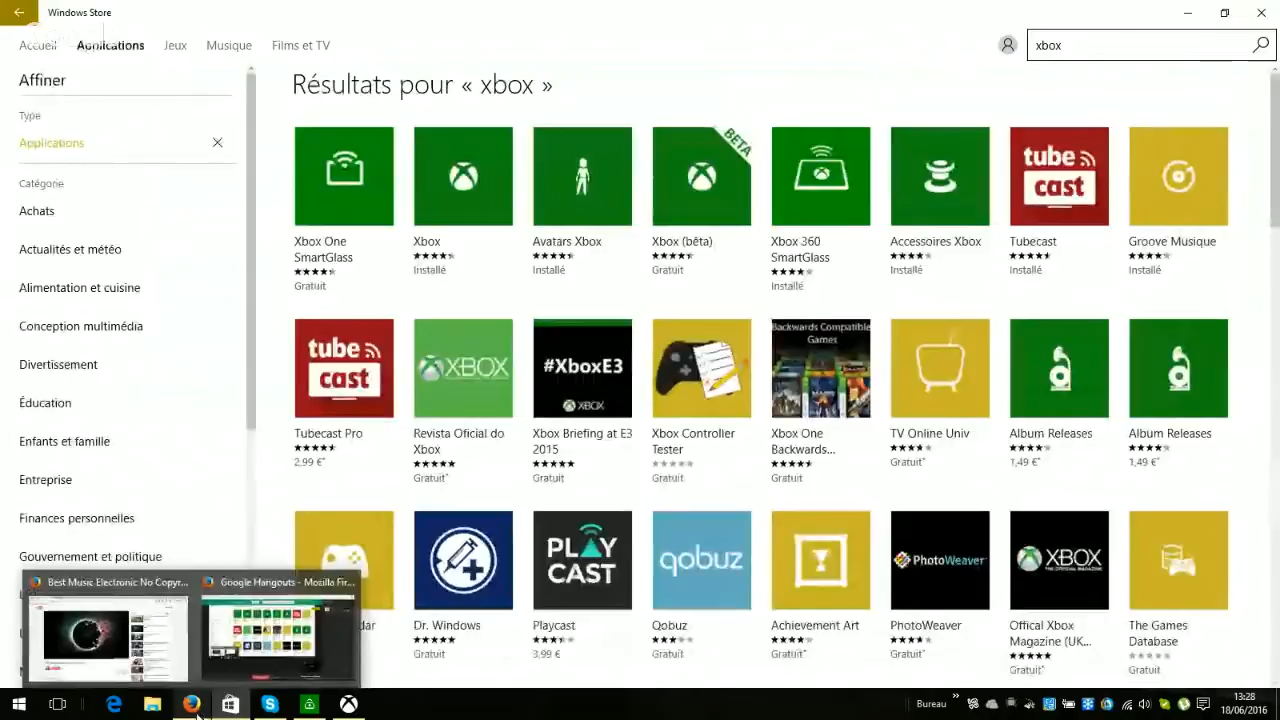 Windows Store
Accueil Applications Jeux Musique Films et TV
xbox
Affiner
Type
Applications
Catégorie
Achats
Actualités et météo
Alimentation et cuisine
Conception multimédia
Divertissement
Éducation
Enfants et famille
Entreprise
Finances personnelles
Gouvernement et politique
Résultats pour « xbox »
BETA
tube
cast
Xbox One
SmartGlass
Gratuit
Xbox
Installé
Avatars Xbox
Installé
Xbox (bêta)
Gratuit
Xbox 360
SmartGlass
Installé
Accessoires Xbox
Installé
Tubecast
Installé
Groove Musique
Installé
tube
cast
XBOX
#XboxE3
XBOX
Backwards Compatible
Games
Tubecast Pro
2,99 €*
Revista Oficial do
Xbox
Gratuit*
Xbox Briefing at E3
2015
Gratuit
Xbox Controller
Tester
Gratuit
Xbox One
Backwards...
Gratuit
TV Online Univ
Gratuit*
Album Releases
1,49 €*
Album Releases
1,49 €*
PLAY
CAST
qobuz
PhotoWeaver
XBOX
THE OFFICIAL MAGAZINE
dar
Dr. Windows
Gratuit
Playcast
3,99 €
Qobuz
Gratuit
Achievement Art
Gratuit*
PhotoWeaver
Gratuit*
Offical Xbox
Magazine (UK...
Gratuit*
The Games
Database
Gratuit
Best Music Electronic No Copyr...
Google Hangouts - Mozilla Fir...
Bureau
13:28
18/06/2016